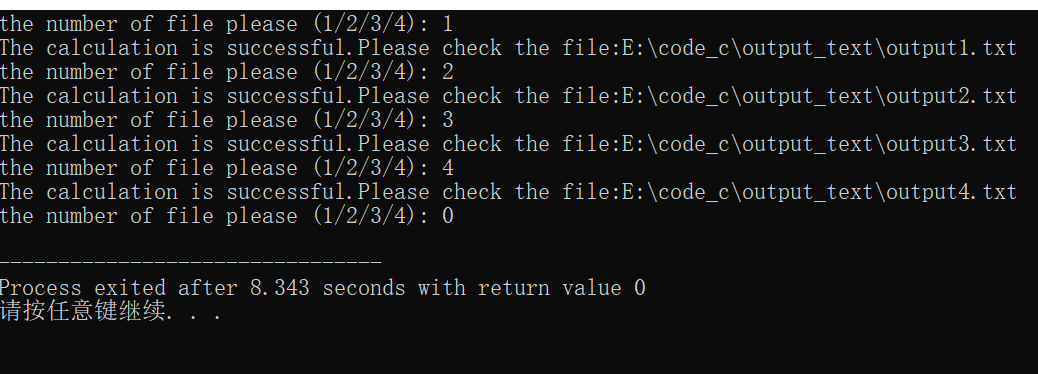 the number of file please (1/2/3/4): 1
The calculation is successful.Please check the file:E:\code_c\output_text\output1.txt
the number of file please (1/2/3/4): 2
The calculation is successful.Please check the file:E:\code_c\output_text\output2.txt
the number of file please (1/2/3/4): 3
The calculation is successful.Please check the file:E:\code_c\output_text\output3.txt
the number of file please (1/2/3/4): 4
The calculation is successful.Please check the file:E:\code_c\output_text\output4.txt
the number of file please (1/2/3/4): 0
--------------------------------
Process exited after 8.343 seconds with return value 0
请按任意键继续. . .